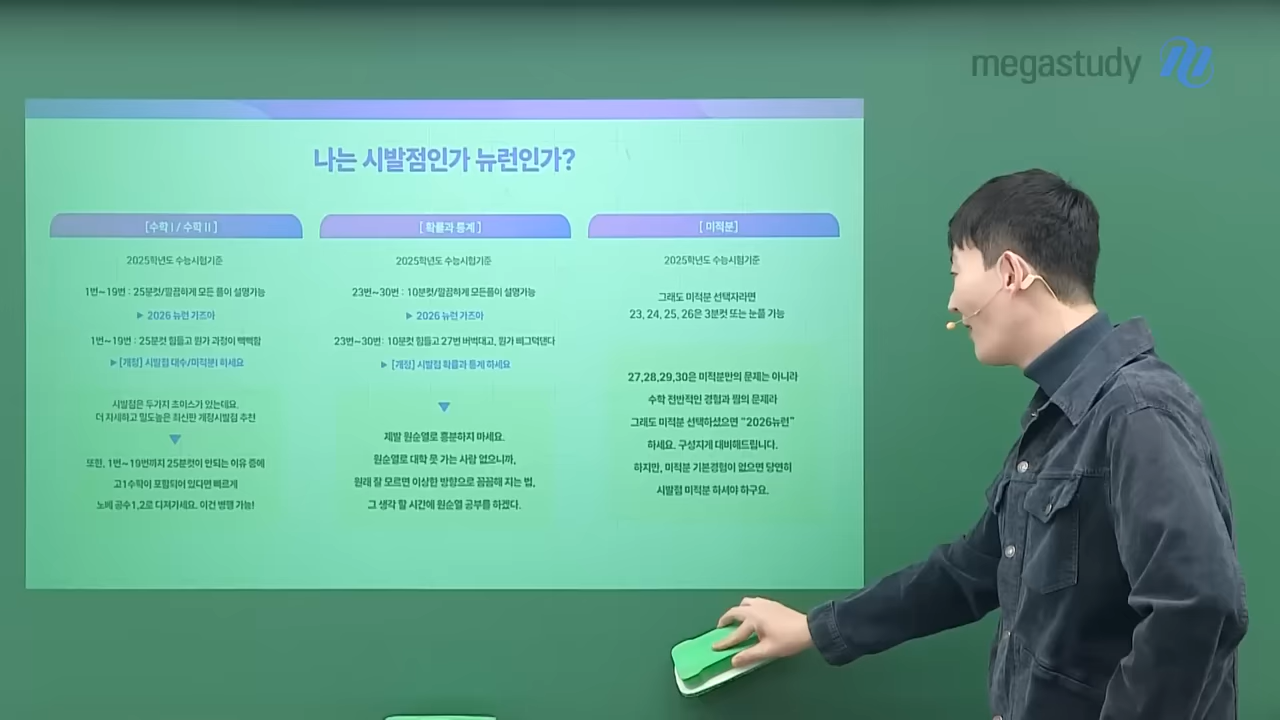 megastudy
나는 시발점인가 뉴런인가?
[수학 I / 수학 II ]
2025학년도 수능시험기준
1번~19번 : 25분컷/깔끔하게 모든 틀이 설명가능
▶ 2026 뉴런 가즈아
1번~19번 : 25분컷 힘들고 뭔가 과정이 빡빡함
▶ [개정] 시발점 대수/미적분I 하세요
시발점은 두가지 초이스가 있는데요.
더 자세하고 밀도높은 최신판 개정시발점 추천
또한, 1번~19번까지 25분컷이 안되는 이유 중에
고1수학이 포함되어 있다면 빠르게
노베 공수1,2로 다져가세요. 이건 병행 가능!
[ 확률과 통계 ]
2025학년도 수능시험기준
23번~30번 : 10분컷/깔끔하게 모든틀이 설명가능
▶ 2026 뉴런 가즈아
23번~30번: 10분컷 힘들고 27번 버벅대고, 뭔가 삐그덕댄다
▶ [개정] 시발점 확률과 통계 하세요
제발 원순열로 흥분하지 마세요.
원순열로 대학 못 가는 사람 없으니까,
원래 잘 모르면 이상한 방향으로 꼼꼼해 지는 법,
그 생각 할 시간에 원순열 공부를 하겠다.
[ 미적분]
2025학년도 수능시험기준
그래도 미적분 선택자라면
23, 24, 25, 26은 3분컷 또는 눈풀 가능
27,28,29,30은 미적분만의 문제는 아니라
수학 전반적인 경험과 짬의 문제라
그래도 미적분 선택하셨으면 "2026뉴런"
하세요. 구성지게 대비해드립니다.
하지만, 미적분 기본경험이 없으면 당연히
시발점 미적분 하셔야 하구요.